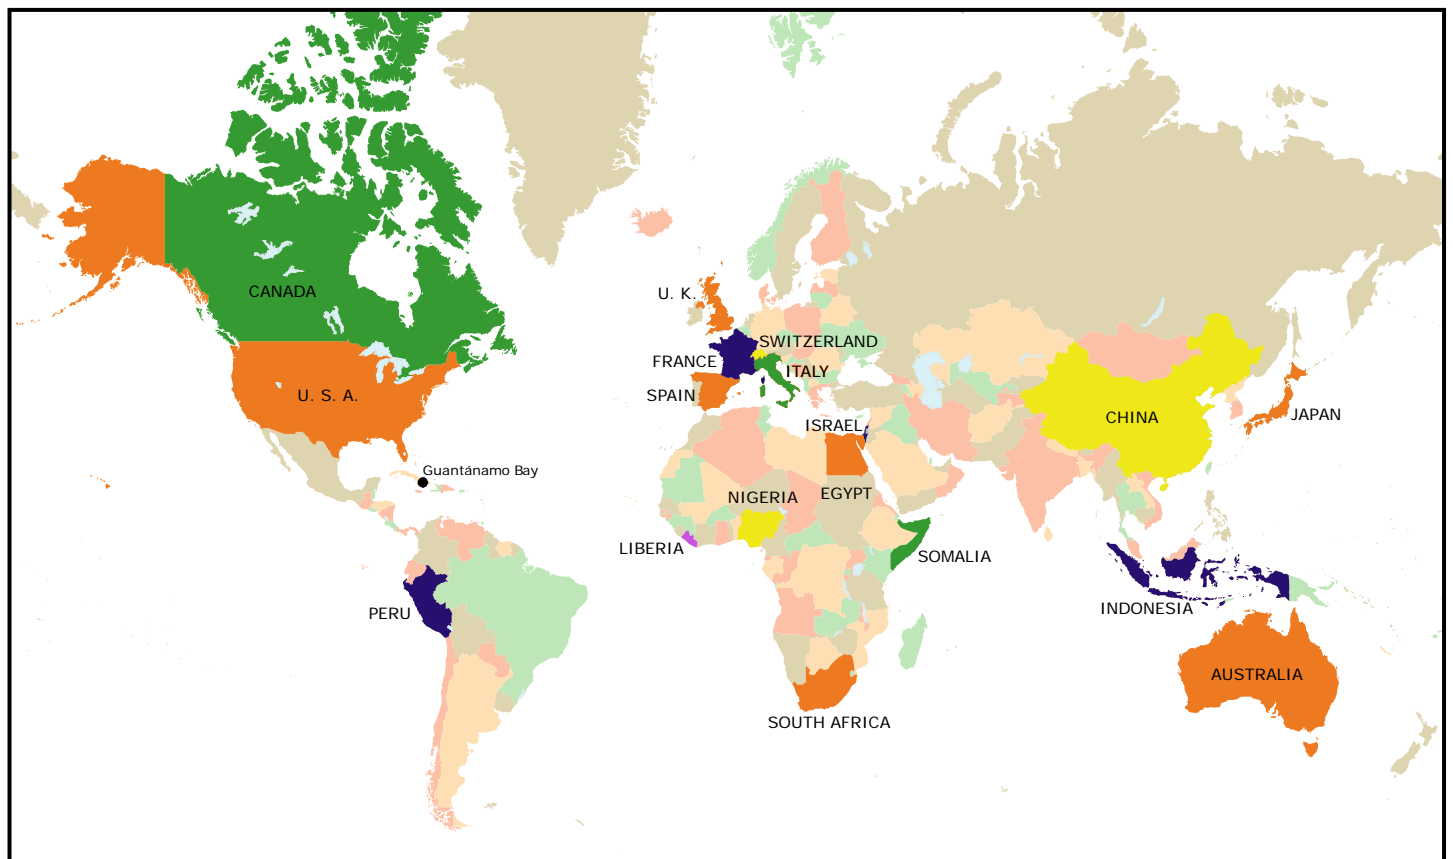 CANADA
U. K.
SWITZERLAND
FRANCE
ITALY
U. S. A.
SPAIN
JAPAN
CHINA
ISRAEL
Guantánamo Bay
EGYPT
NIGERIA
LIBERIA
SOMALIA
PERU
INDONESIA
AUSTRALIA
SOUTH AFRICA